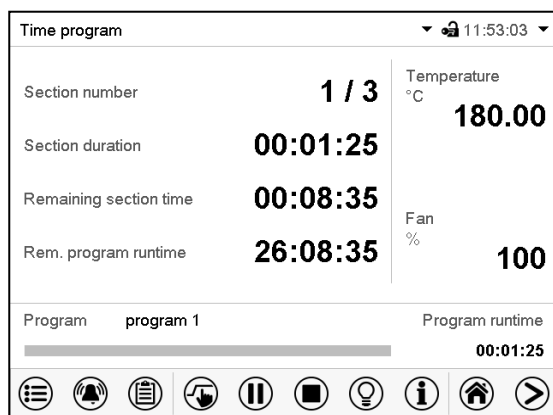 Time program 11:53:03
Section number 1 / 3
Section duration 00:01:25
Remaining section time 00:08:35
Rem. program runtime 26:08:35
Temperature
°C
180.00
Fan
%
100
Program program 1 Program runtime
00:01:25